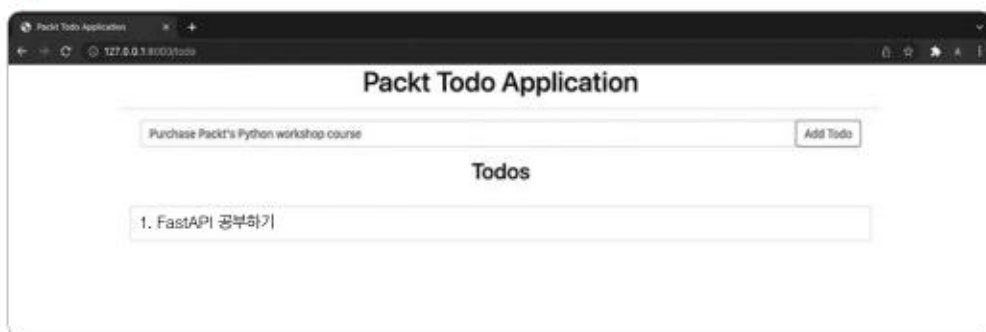 Packt Todo Application
127.0.0.1:8000/todo
Packt Todo Application
Purchase Packt's Python workshop course
Add Todo
Todos
1. FastAPI 공부하기